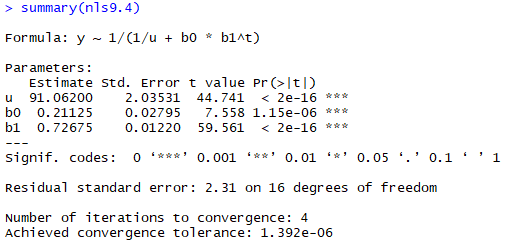 > summary(nls9.4)
Formula: y ~ 1/(1/u + b0 * b1^t)
Parameters:
Estimate Std. Error t value Pr(>|t|)
u 91.06200 2.03531 44.741 < 2e-16 ***
b0 0.21125 0.02795 7.558 1.15e-06 ***
b1 0.72675 0.01220 59.561 < 2e-16 ***
---
Signif. codes: 0 ‘***’ 0.001 ‘**’ 0.01 ‘*’ 0.05 ‘.’ 0.1 ‘ ’ 1
Residual standard error: 2.31 on 16 degrees of freedom
Number of iterations to convergence: 4
Achieved convergence tolerance: 1.392e-06